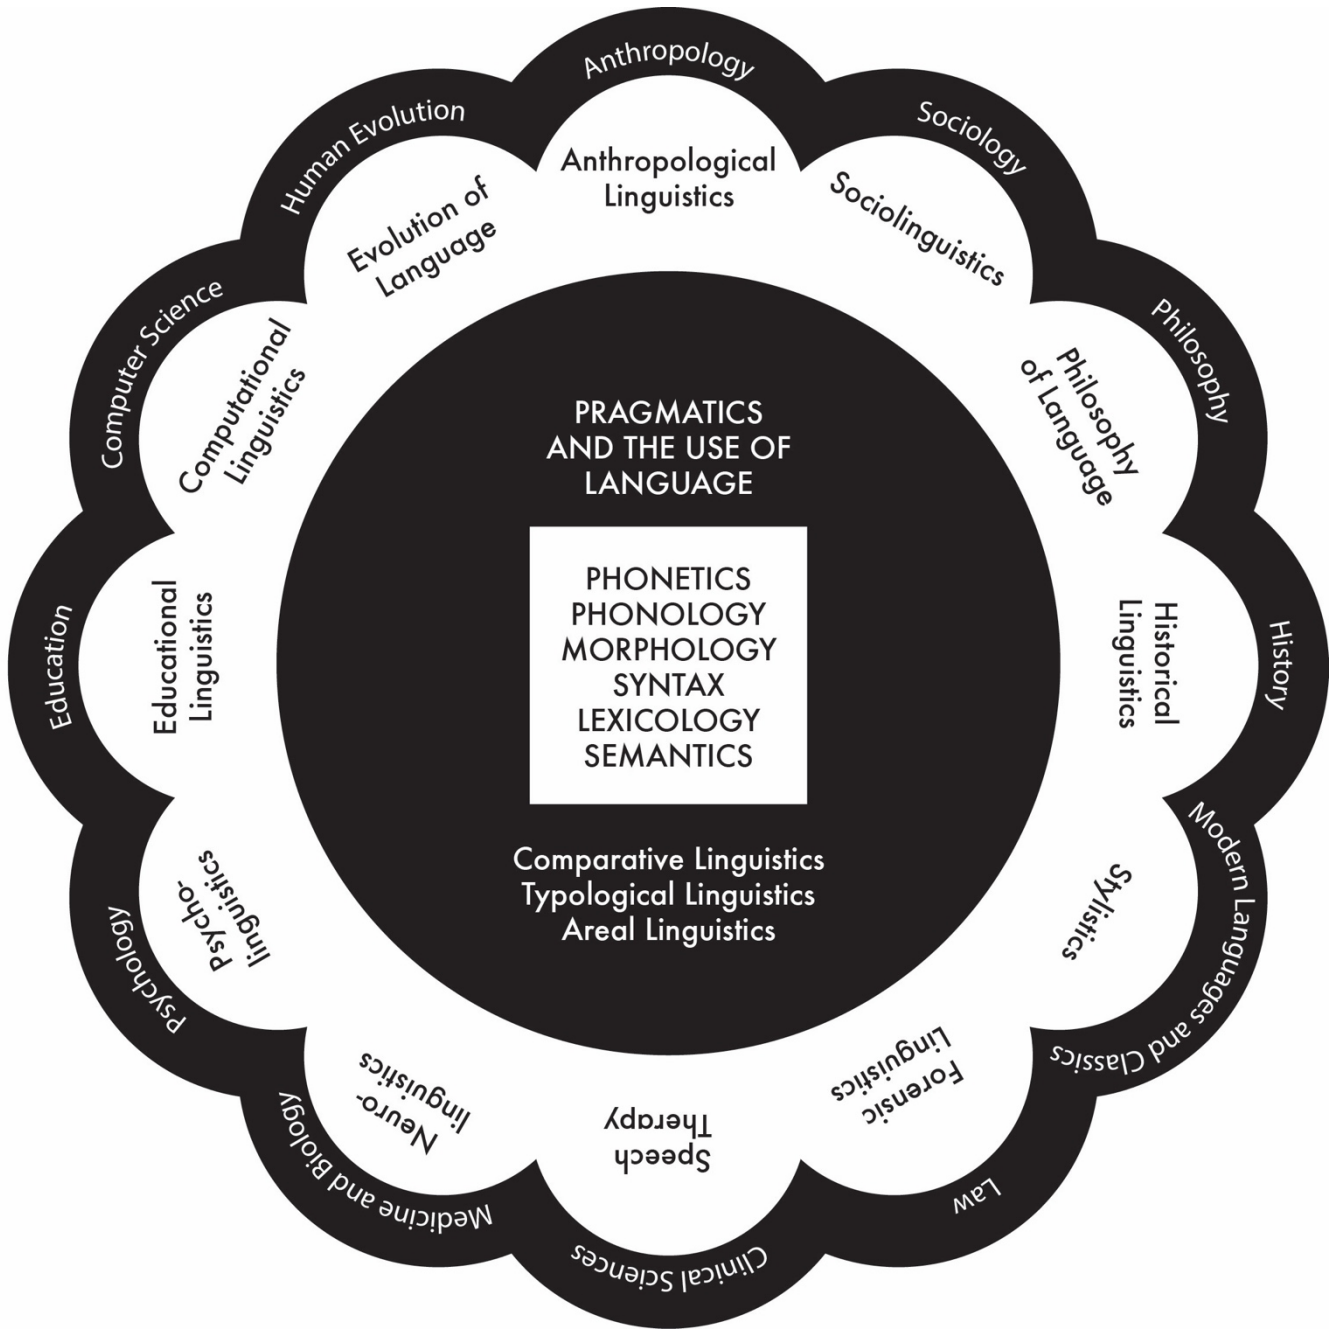 Anthropology
Anthropological
Linguistics
Sociology
Sociolinguistics
Philosophy
Philosophy
of Language
History
Historical
Linguistics
Modern Languages and Classics
Stylistics
Law
Forensic
Linguistics
Clinical Sciences
Speech
Therapy
Medicine and Biology
Neuro-
linguistics
Psychology
Psycho-
linguistics
Education
Educational
Linguistics
Computer Science
Computational
Linguistics
Human Evolution
Evolution of
Language
PRAGMATICS
AND THE USE OF
LANGUAGE
PHONETICS
PHONOLOGY
MORPHOLOGY
SYNTAX
LEXICOLOGY
SEMANTICS
Comparative Linguistics
Typological Linguistics
Areal Linguistics